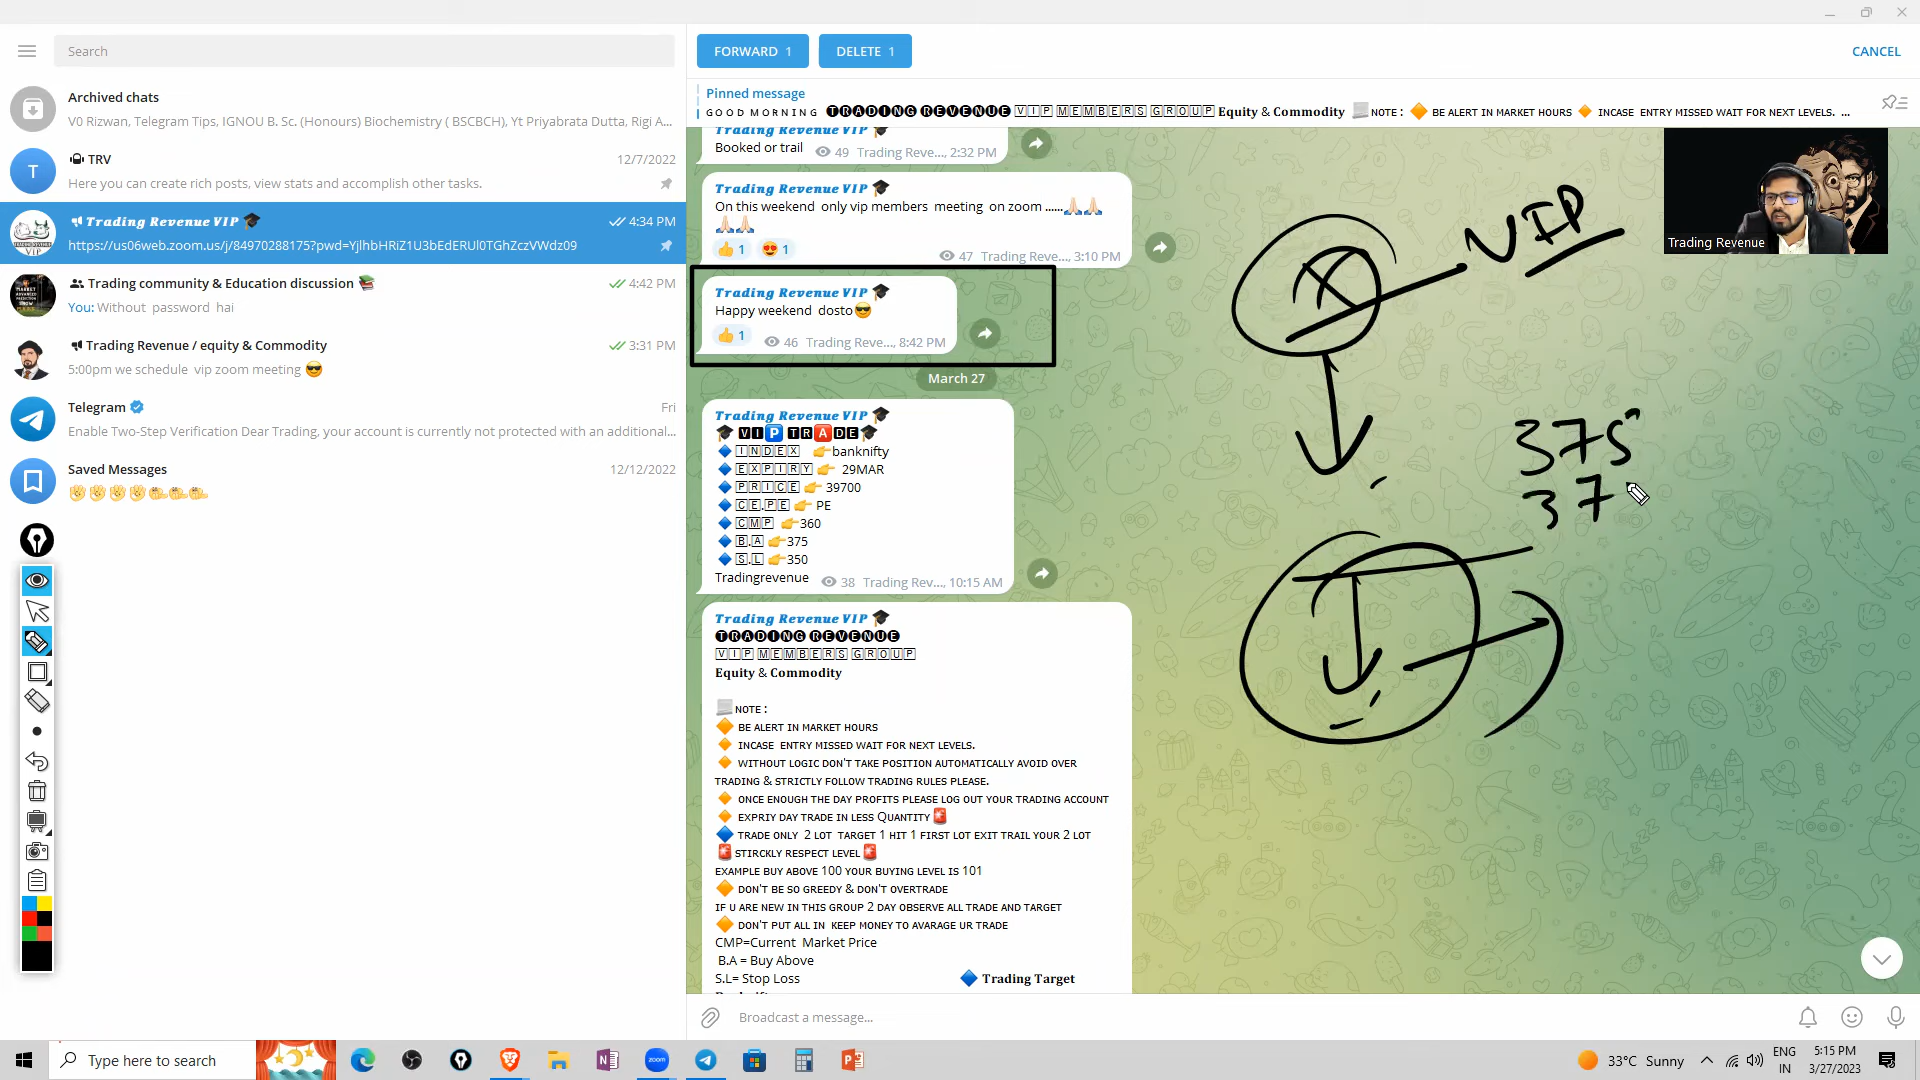 Search
FORWARD 1 DELETE 1 CANCEL
Archived chats
V0 Rizwan, Telegram Tips, IGNOU B. Sc. (Honours) Biochemistry ( BSCBCH), Yt Priyabrata Dutta, Rigi A...
T TRV 12/7/2022
Here you can create rich posts, view stats and accomplish other tasks.
Trading Revenue VIP 🎓 4:34 PM
https://us06web.zoom.us/j/84970288175?pwd=YjlhbHRiZ1U3bEdERUl0TGhZczVWdz09
Trading community & Education discussion 📚 4:42 PM
You: Without password hai
Trading Revenue / equity & Commodity 3:31 PM
5:00pm we schedule vip zoom meeting 😎
Telegram Fri
Enable Two-Step Verification Dear Trading, your account is currently not protected with an additional...
Saved Messages 12/12/2022
✊✊✊✊
Pinned message
GOOD MORNING TRADING REVENUE VIP MEMBERS GROUP Equity & Commodity NOTE : 🔶 BE ALERT IN MARKET HOURS 🔸 INCASE ENTRY MISSED WAIT FOR NEXT LEVELS. ...
Trading Revenue VIP 🎓
Booked or trail 49 Trading Reve..., 2:32 PM
Trading Revenue VIP 🎓
On this weekend only vip members meeting on zoom ......🙏🏻🙏🏻
🙏🏻🙏🏻
👍 1 😍 1 47 Trading Reve..., 3:10 PM
Trading Revenue VIP 🎓
Happy weekend dosto😎
👍 1 46 Trading Reve..., 8:42 PM
March 27
Trading Revenue VIP 🎓
🎓 VIP TRADE🎓
🔷 INDEX 👉banknifty
🔷 EXPIRY 👉 29MAR
🔷 PRICE 👉 39700
🔷 CE.PE 👉 PE
🔷 CMP 👉360
🔷 B.A 👉375
🔷 S.L 👉350
Tradingrevenue 38 Trading Rev..., 10:15 AM
Trading Revenue VIP 🎓
TRADING REVENUE
VIP MEMBERS GROUP
Equity & Commodity
NOTE :
🔶 BE ALERT IN MARKET HOURS
🔸 INCASE ENTRY MISSED WAIT FOR NEXT LEVELS.
🔸 WITHOUT LOGIC DON'T TAKE POSITION AUTOMATICALLY AVOID OVER
TRADING & STRICTLY FOLLOW TRADING RULES PLEASE.
🔸 ONCE ENOUGH THE DAY PROFITS PLEASE LOG OUT YOUR TRADING ACCOUNT
🔸 EXPRIY DAY TRADE IN LESS QUANTITY 🚨
🔷 TRADE ONLY 2 LOT TARGET 1 HIT 1 FIRST LOT EXIT TRAIL YOUR 2 LOT
🚨 STIRCKLY RESPECT LEVEL 🚨
EXAMPLE BUY ABOVE 100 YOUR BUYING LEVEL IS 101
🔶 DON'T BE SO GREEDY & DON'T OVERTRADE
IF U ARE NEW IN THIS GROUP 2 DAY OBSERVE ALL TRADE AND TARGET
🔶 DON'T PUT ALL IN KEEP MONEY TO AVARAGE UR TRADE
CMP=Current Market Price
B.A = Buy Above
S.L= Stop Loss 🔷 Trading Target
VIP
375
37
Trading Revenue
Broadcast a message...
Type here to search
33°C Sunny
ENG
IN
5:15 PM
3/27/2023